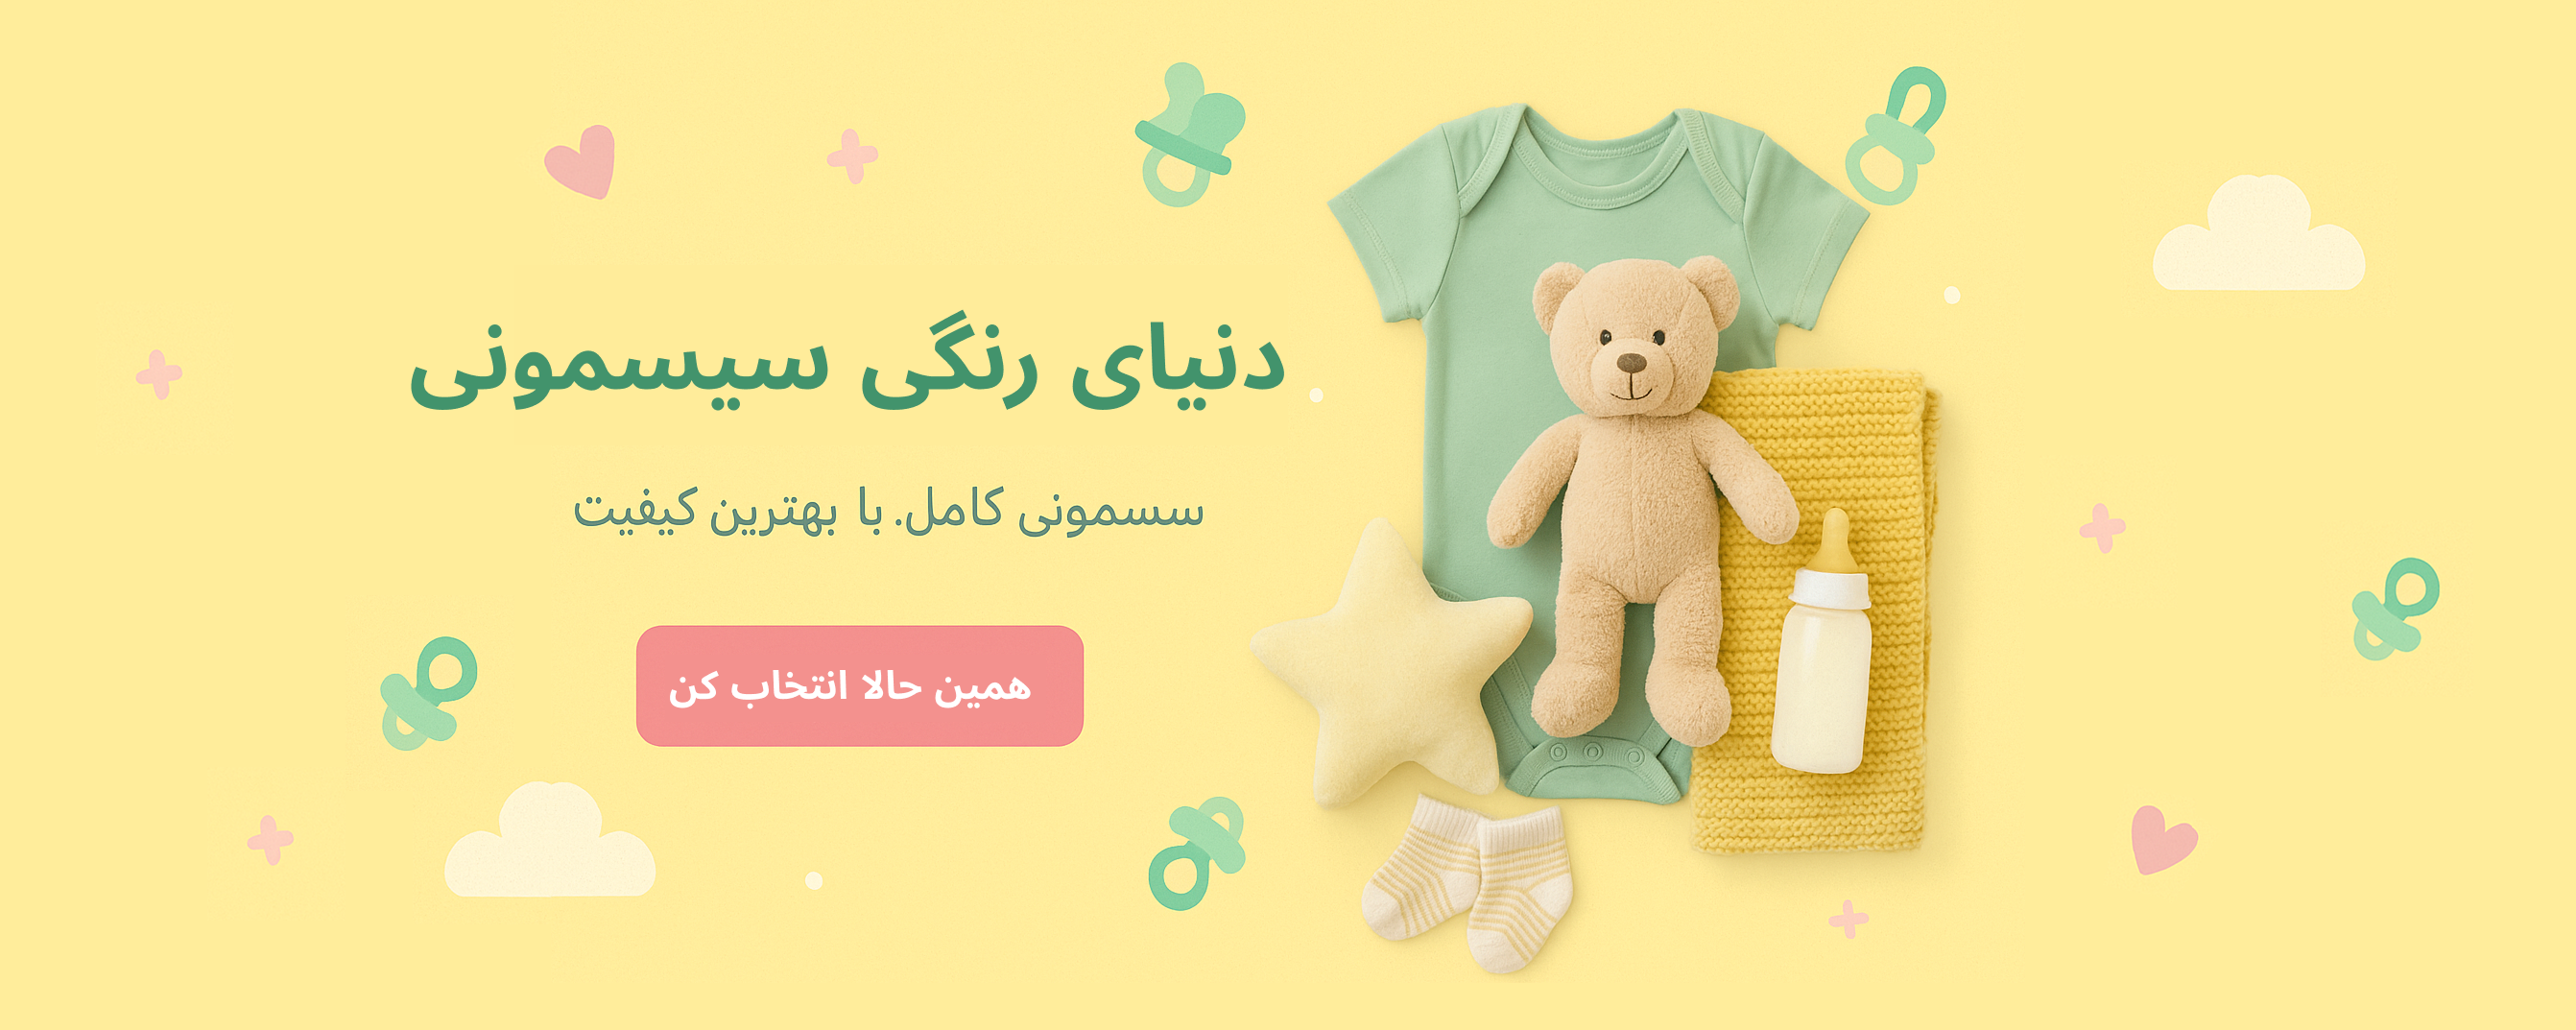 دنیای رنگی سیسمونی
سسمونی کامل. با بهترین کیفیت
همین حالا انتخاب کن